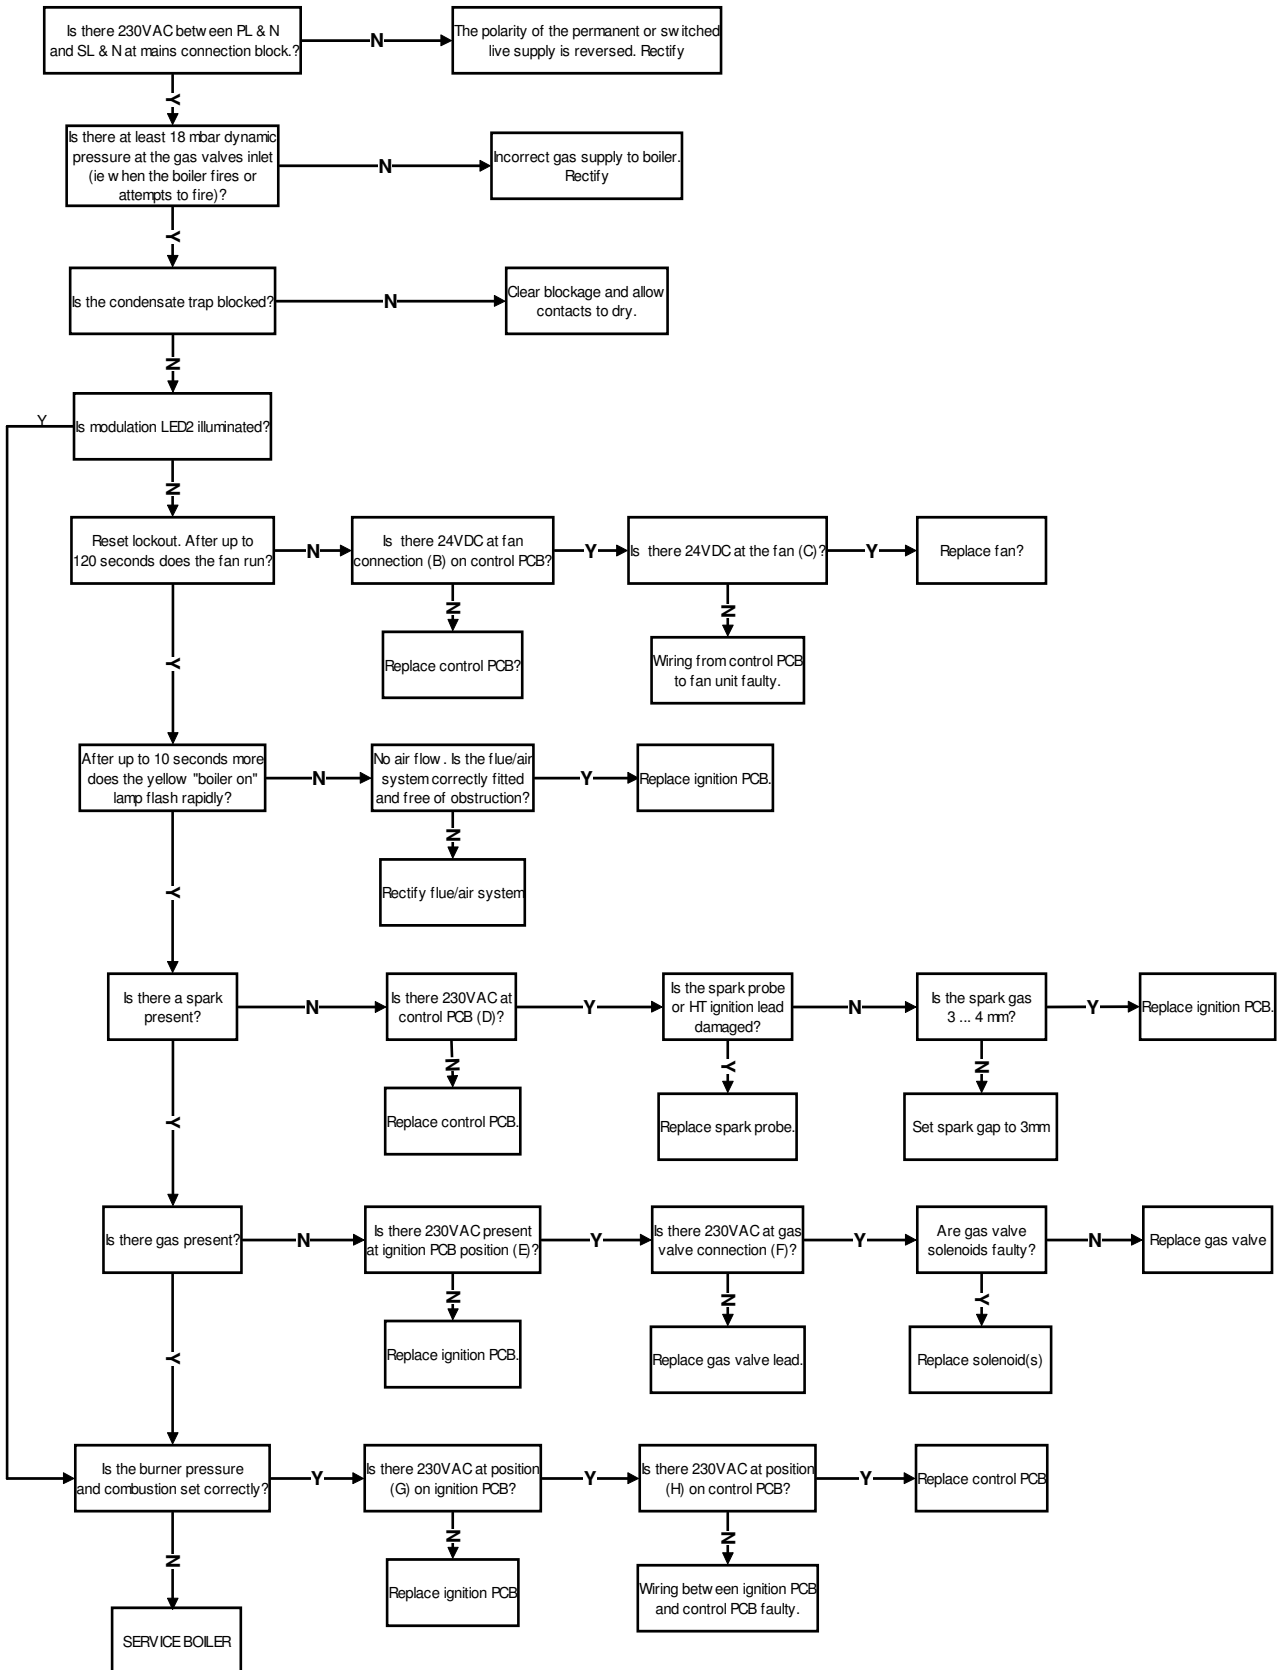 Is there 230VAC between PL & N
and SL & N at mains connection block.?
N
The polarity of the permanent or switched
live supply is reversed. Rectify
Y
Is there at least 18 mbar dynamic
pressure at the gas valves inlet
(ie when the boiler fires or
attempts to fire)?
N
Incorrect gas supply to boiler.
Rectify
Y
Is the condensate trap blocked?
N
Clear blockage and allow
contacts to dry.
N
Y
Is modulation LED2 illuminated?
N
Reset lockout. After up to
120 seconds does the fan run?
N
Is there 24VDC at fan
connection (B) on control PCB?
Y
Is there 24VDC at the fan (C)?
Y
Replace fan?
N
Replace control PCB?
N
Wiring from control PCB
to fan unit faulty.
Y
After up to 10 seconds more
does the yellow "boiler on"
lamp flash rapidly?
N
No air flow. Is the flue/air
system correctly fitted
and free of obstruction?
Y
Replace ignition PCB.
N
Rectify flue/air system
Y
Is there a spark
present?
N
Is there 230VAC at
control PCB (D)?
Y
Is the spark probe
or HT ignition lead
damaged?
N
Is the spark gas
3 ... 4 mm?
Y
Replace ignition PCB.
N
Replace control PCB.
Y
Replace spark probe.
N
Set spark gap to 3mm
Y
Is there gas present?
N
Is there 230VAC present
at ignition PCB position (E)?
Y
Is there 230VAC at gas
valve connection (F)?
Y
Are gas valve
solenoids faulty?
N
Replace gas valve
N
Replace ignition PCB.
N
Replace gas valve lead.
Y
Replace solenoid(s)
Y
Is the burner pressure
and combustion set correctly?
Y
Is there 230VAC at position
(G) on ignition PCB?
Y
Is there 230VAC at position
(H) on control PCB?
Y
Replace control PCB
N
Replace ignition PCB
N
Wiring between ignition PCB
and control PCB faulty.
N
SERVICE BOILER